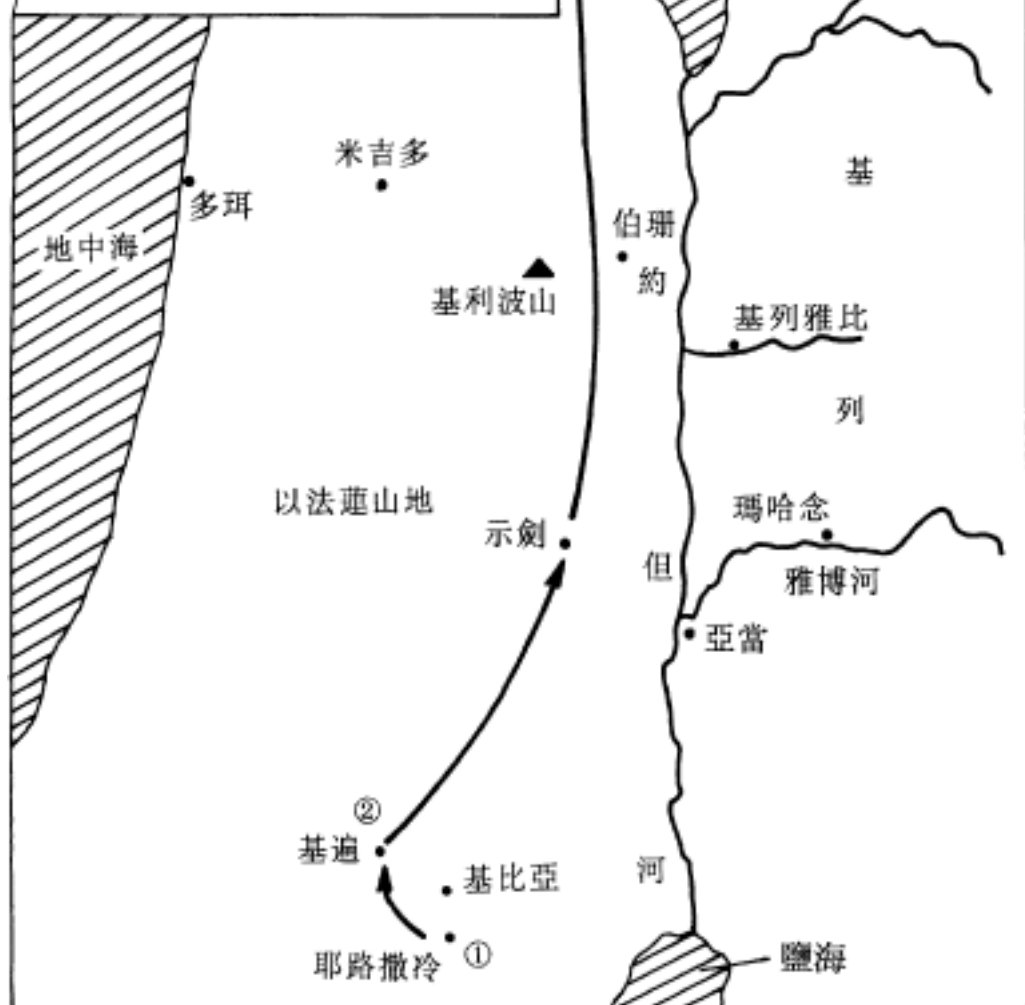 米吉多
多珥
地中海
伯珊
基利波山
基列雅比
以法蓮山地
示劍
瑪哈念
雅博河
亞當
②
基遍
基比亞
耶路撒冷
①
鹽海
約但河
基列